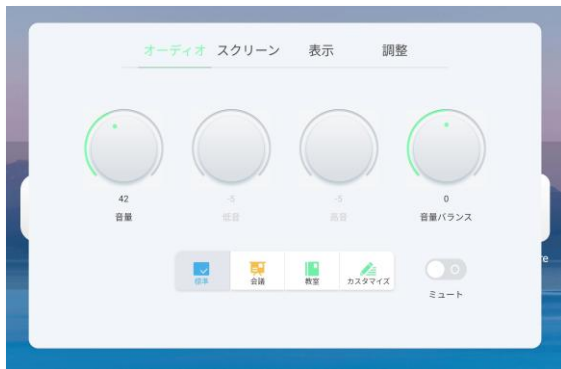 オーディオ スクリーン 表示 調整
42 -5 -5 0
音量 低音 高音 音量バランス
標準 会議 教室 カスタマイズ
ミュート
re